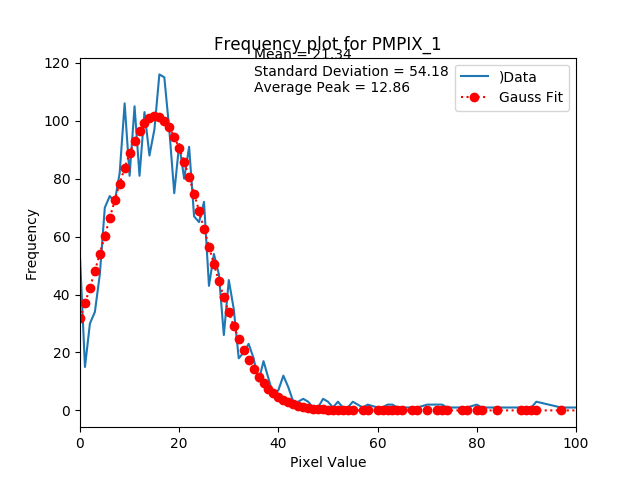 Frequency plot for PMPIX_1
Mean = 21.34
Standard Deviation = 54.18
Average Peak = 12.86
)Data
Gauss Fit
120
100
80
60
40
20
0
Frequency
0 20 40 60 80 100
Pixel Value